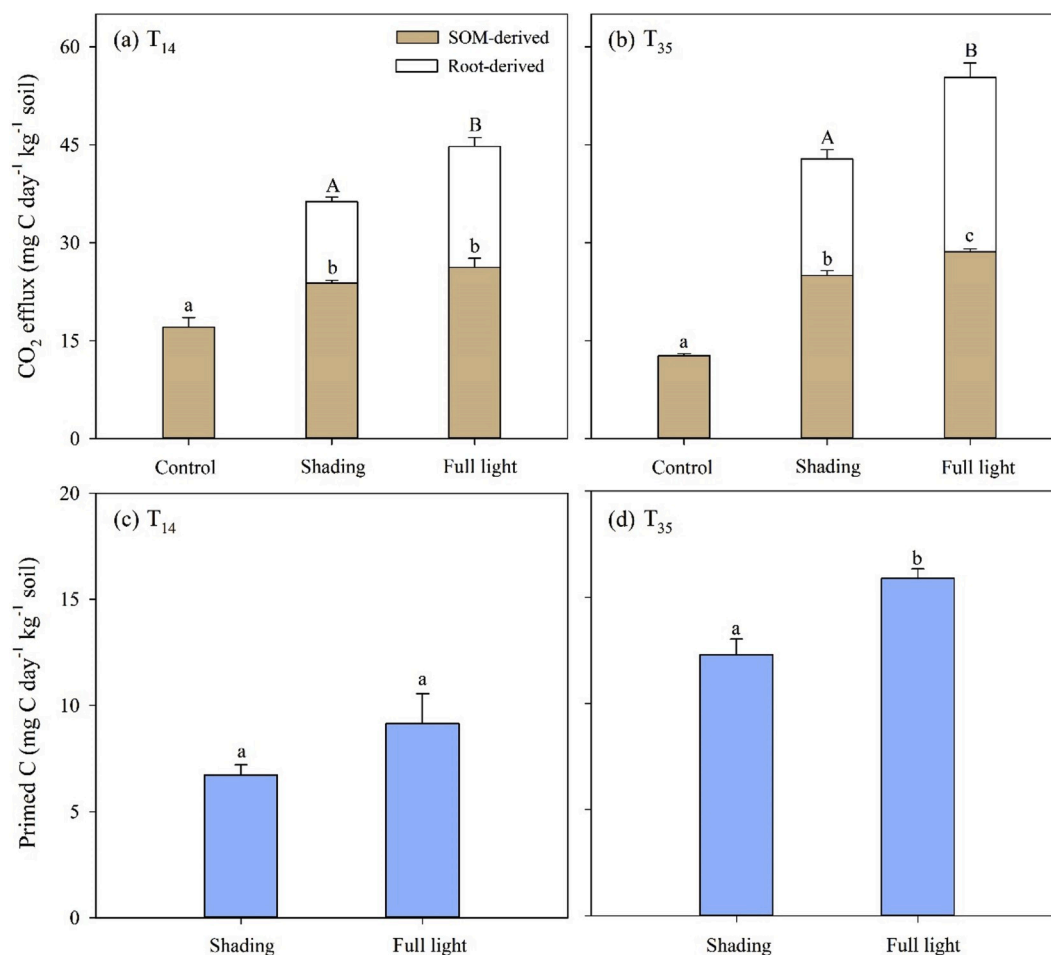 (a) T₁₄
SOM-derived
Root-derived
(b) T₃₅
60
45
30
15
0
CO₂ efflux (mg C day⁻¹ kg⁻¹ soil)
a
A
b
B
b
a
A
b
B
c
Control Shading Full light
Control Shading Full light
(c) T₁₄
(d) T₃₅
20
15
10
5
0
Primed C (mg C day⁻¹ kg⁻¹ soil)
a
a
a
b
Shading Full light
Shading Full light